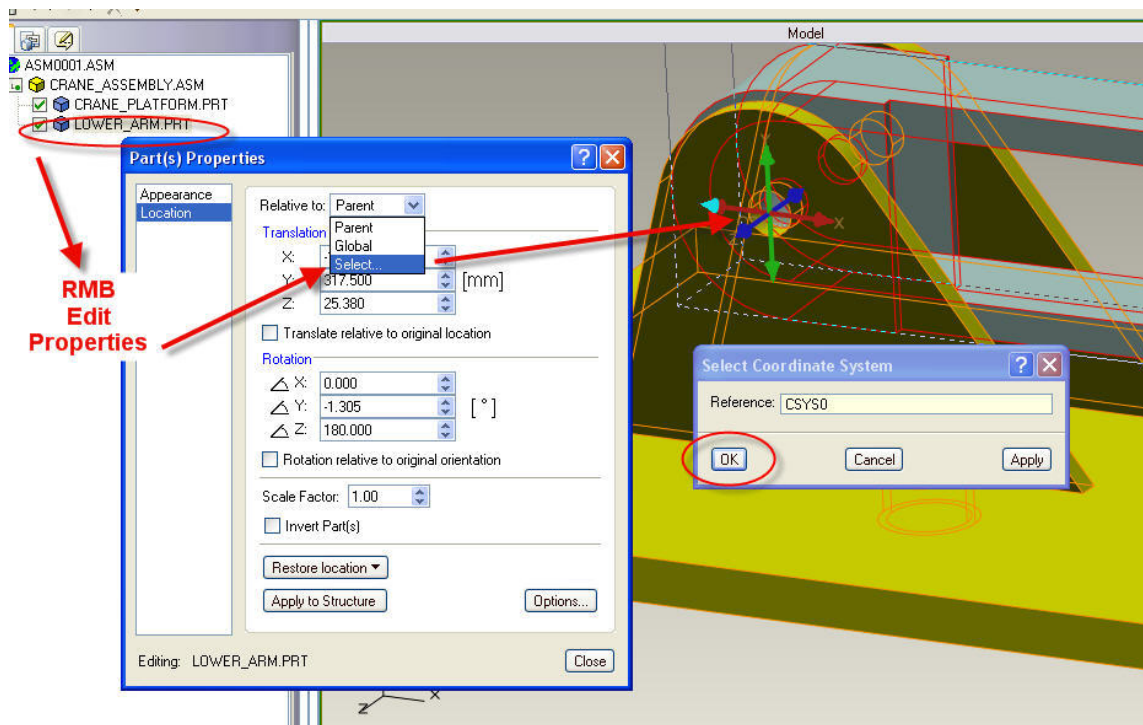 Model
ASM0001.ASM
CRANE_ASSEMBLY.ASM
CRANE_PLATFORM.PRT
LOWER_ARM.PRT
RMB
Edit
Properties
Part(s) Properties
Appearance
Location
Relative to: Parent
Parent
Global
Select...
Translation
X: -
Y: 317.500 [mm]
Z: 25.380
Translate relative to original location
Rotation
X: 0.000
Y: -1.305 [ ° ]
Z: 180.000
Rotation relative to original orientation
Scale Factor: 1.00
Invert Part(s)
Restore location
Apply to Structure Options...
Editing: LOWER_ARM.PRT Close
Y
X
Z
Select Coordinate System
Reference: CSYS0
OK Cancel Apply
Z X